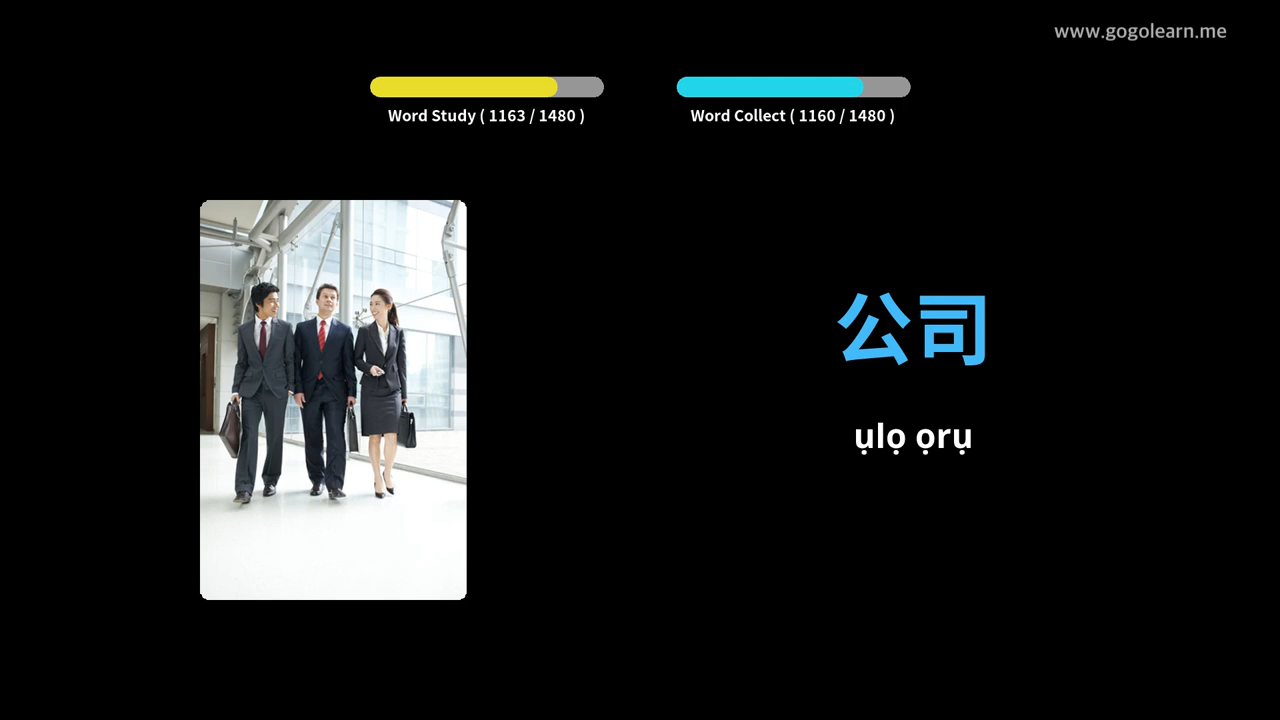 www.gogolearn.me
Word Study ( 1163 / 1480 )
Word Collect ( 1160 / 1480 )
公司
ụlọ ọrụ